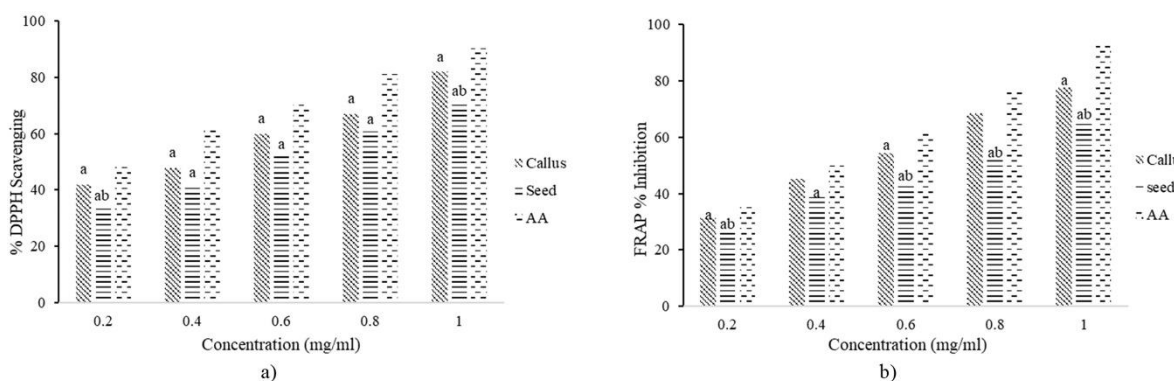 % DPPH Scavenging
100
80
60
40
20
0
a
ab
a
a
a
a
a
a
a
ab
0.2
0.4
0.6
0.8
1
Concentration (mg/ml)
Callus
Seed
AA
a)
FRAP % Inhibition
100
80
60
40
20
0
a
ab
a
a
ab
ab
a
ab
0.2
0.4
0.6
0.8
1
Concentration (mg/ml)
Callu
seed
AA
b)